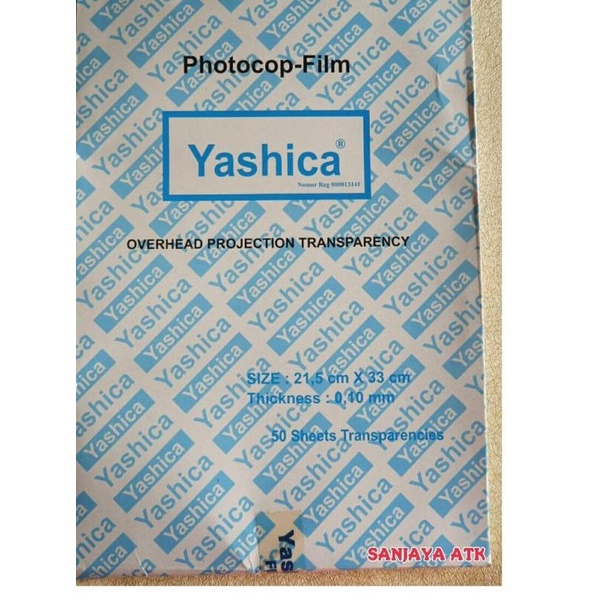 Photocop-Film
Yashica®
Nomor Reg 000813141
OVERHEAD PROJECTION TRANSPARENCY
SIZE : 21,5 cm X 33 cm
Thickness : 0,10 mm
50 Sheets Transparencies
Yas
SANJAYA ATK